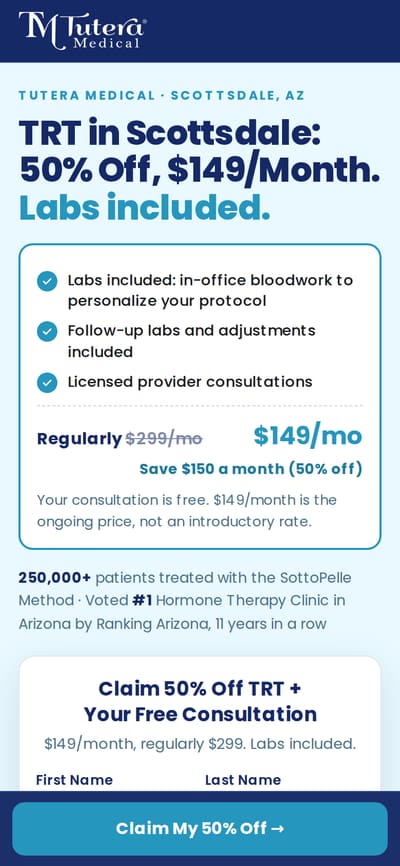 TM Tutera®
Medical
TUTERA MEDICAL · SCOTTSDALE, AZ
TRT in Scottsdale:
50% Off, $149/Month.
Labs included.
Labs included: in-office bloodwork to
personalize your protocol
Follow-up labs and adjustments
included
Licensed provider consultations
Regularly $299/mo $149/mo
Save $150 a month (50% off)
Your consultation is free. $149/month is the
ongoing price, not an introductory rate.
250,000+ patients treated with the SottoPelle
Method · Voted #1 Hormone Therapy Clinic in
Arizona by Ranking Arizona, 11 years in a row
Claim 50% Off TRT +
Your Free Consultation
$149/month, regularly $299. Labs included.
First Name Last Name
Claim My 50% Off →